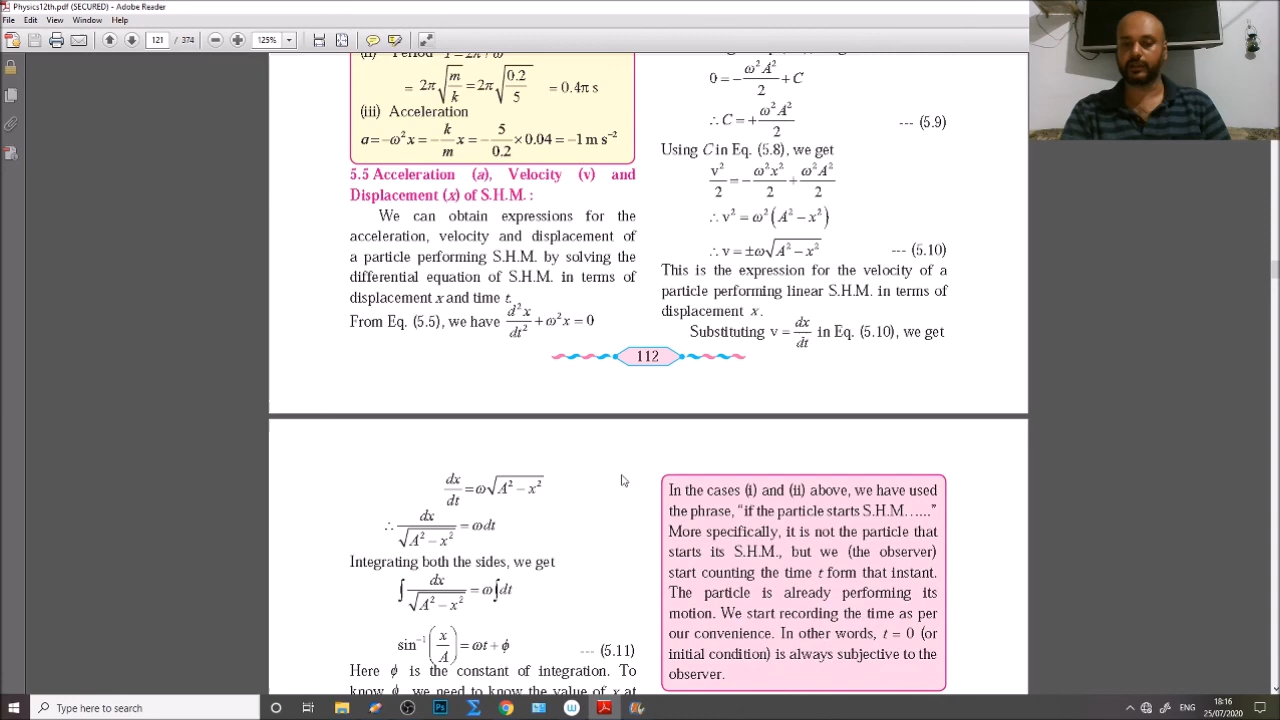 Physics12th.pdf (SECURED) - Adobe Reader
File Edit View Window Help
121 / 374 125%
= 2π√(m/k) = 2π√(0.2/5) = 0.4π s
(iii) Acceleration
a = −ω²x = −(k/m)x = −(5/0.2) × 0.04 = −1 m s⁻²
5.5 Acceleration (a), Velocity (v) and
Displacement (x) of S.H.M. :
We can obtain expressions for the
acceleration, velocity and displacement of
a particle performing S.H.M. by solving the
differential equation of S.H.M. in terms of
displacement x and time t.
From Eq. (5.5), we have d²x/dt² + ω²x = 0
0 = −ω²A²/2 + C
∴ C = +ω²A²/2 --- (5.9)
Using C in Eq. (5.8), we get
v²/2 = −ω²x²/2 + ω²A²/2
∴ v² = ω²(A² − x²)
∴ v = ±ω√(A² − x²) --- (5.10)
This is the expression for the velocity of a
particle performing linear S.H.M. in terms of
displacement x.
Substituting v = dx/dt in Eq. (5.10), we get
112
dx/dt = ω√(A² − x²)
∴ dx/√(A² − x²) = ωdt
Integrating both the sides, we get
∫ dx/√(A² − x²) = ω∫dt
sin⁻¹(x/A) = ωt + ϕ --- (5.11)
Here ϕ is the constant of integration. To
know ϕ we need to know the value of x at
In the cases (i) and (ii) above, we have used
the phrase, “if the particle starts S.H.M……”
More specifically, it is not the particle that
starts its S.H.M., but we (the observer)
start counting the time t form that instant.
The particle is already performing its
motion. We start recording the time as per
our convenience. In other words, t = 0 (or
initial condition) is always subjective to the
observer.
Type here to search
18:16
25/07/2020